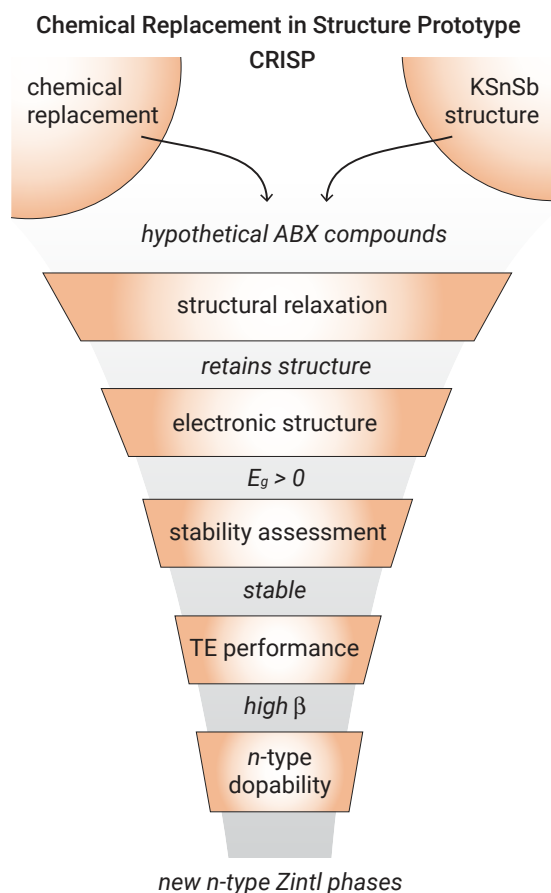 Chemical Replacement in Structure Prototype
CRISP
chemical
replacement
KSnSb
structure
hypothetical ABX compounds
structural relaxation
retains structure
electronic structure
Eg > 0
stability assessment
stable
TE performance
high β
n-type
dopability
new n-type Zintl phases